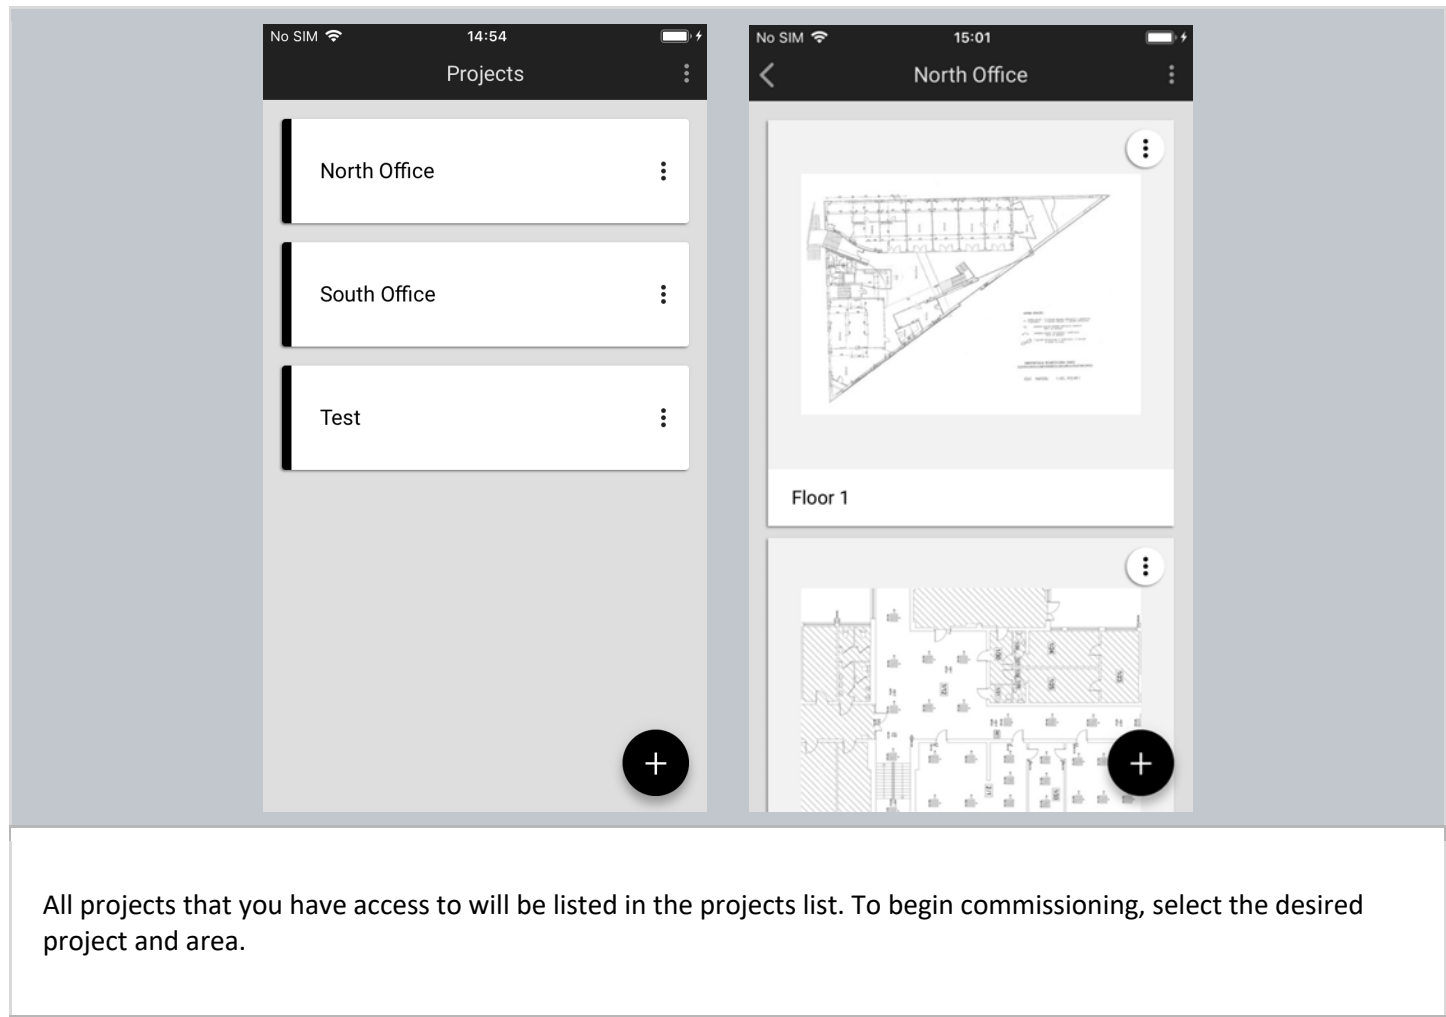 No SIM
14:54
Projects
North Office
South Office
Test
No SIM
15:01
North Office
Floor 1
All projects that you have access to will be listed in the projects list. To begin commissioning, select the desired
project and area.